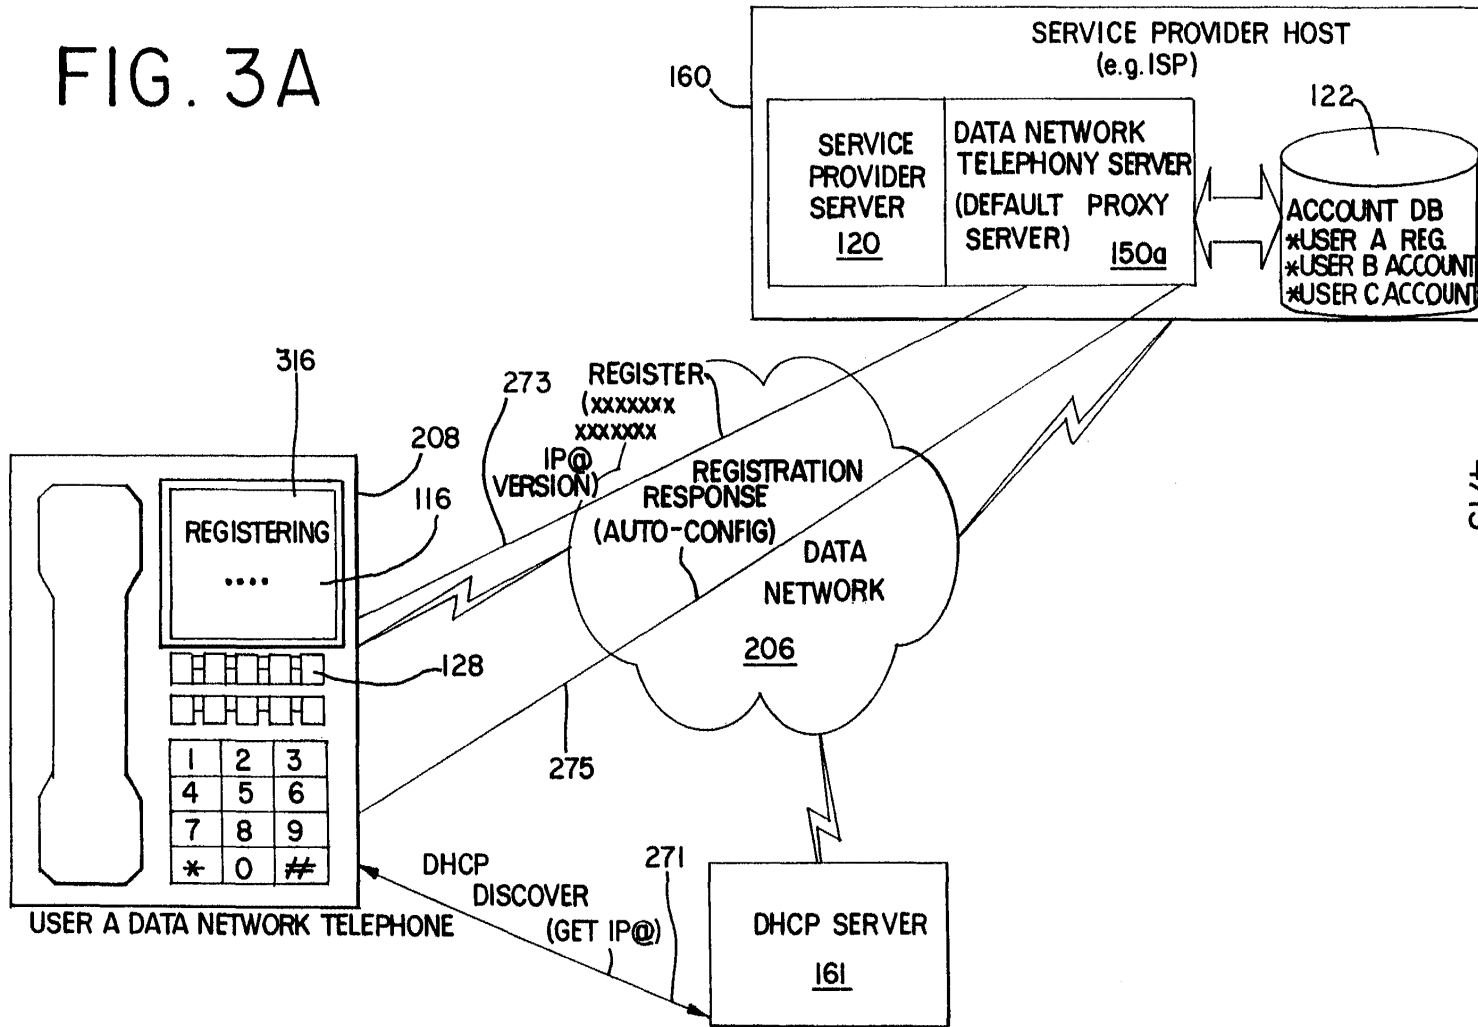 FIG. 3A
SERVICE PROVIDER HOST
(e.g. ISP)
160
122
SERVICE
PROVIDER
SERVER
120
DATA NETWORK
TELEPHONY SERVER
(DEFAULT PROXY
SERVER)
150a
ACCOUNT DB
*USER A REG.
*USER B ACCOUNT
*USER C ACCOUNT
316
208
116
REGISTERING
....
128
1 2 3
4 5 6
7 8 9
* 0 #
USER A DATA NETWORK TELEPHONE
273
REGISTER
(xxxxxxx
xxxxxxx
IP@
VERSION)
REGISTRATION
RESPONSE
(AUTO-CONFIG)
DATA
NETWORK
206
275
DHCP
DISCOVER
(GET IP@)
271
DHCP SERVER
161